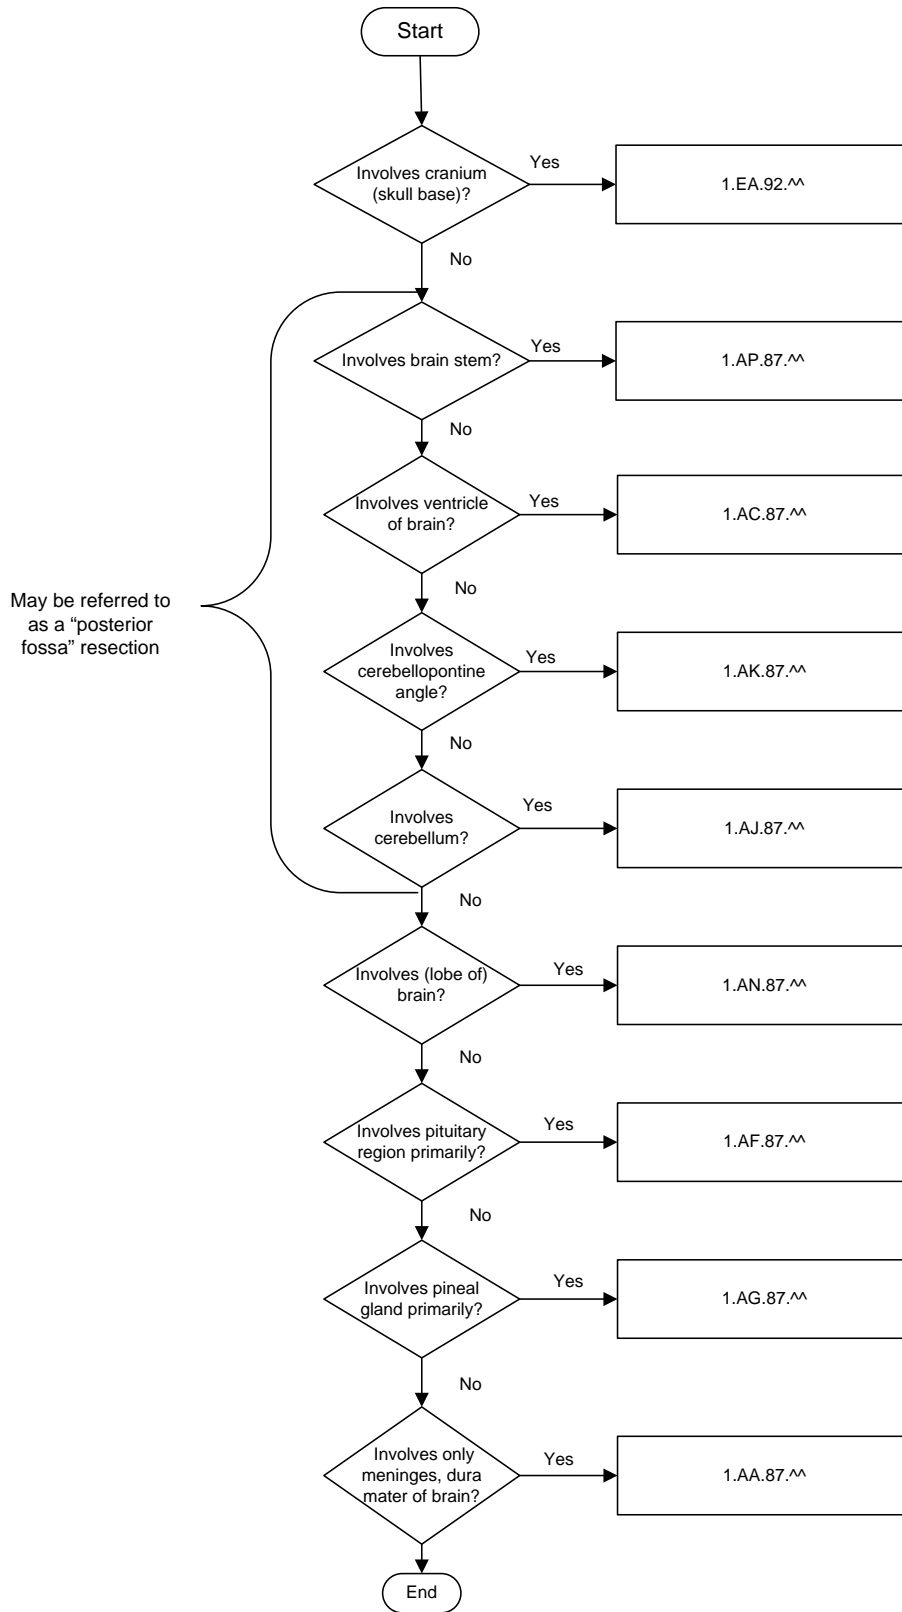 Start
Involves cranium
(skull base)?
Yes
1.EA.92.^^
No
Involves brain stem?
Yes
1.AP.87.^^
No
Involves ventricle
of brain?
Yes
1.AC.87.^^
No
May be referred to
as a “posterior
fossa” resection
Involves
cerebellopontine
angle?
Yes
1.AK.87.^^
No
Involves
cerebellum?
Yes
1.AJ.87.^^
No
Involves (lobe of)
brain?
Yes
1.AN.87.^^
No
Involves pituitary
region primarily?
Yes
1.AF.87.^^
No
Involves pineal
gland primarily?
Yes
1.AG.87.^^
No
Involves only
meninges, dura
mater of brain?
Yes
1.AA.87.^^
End